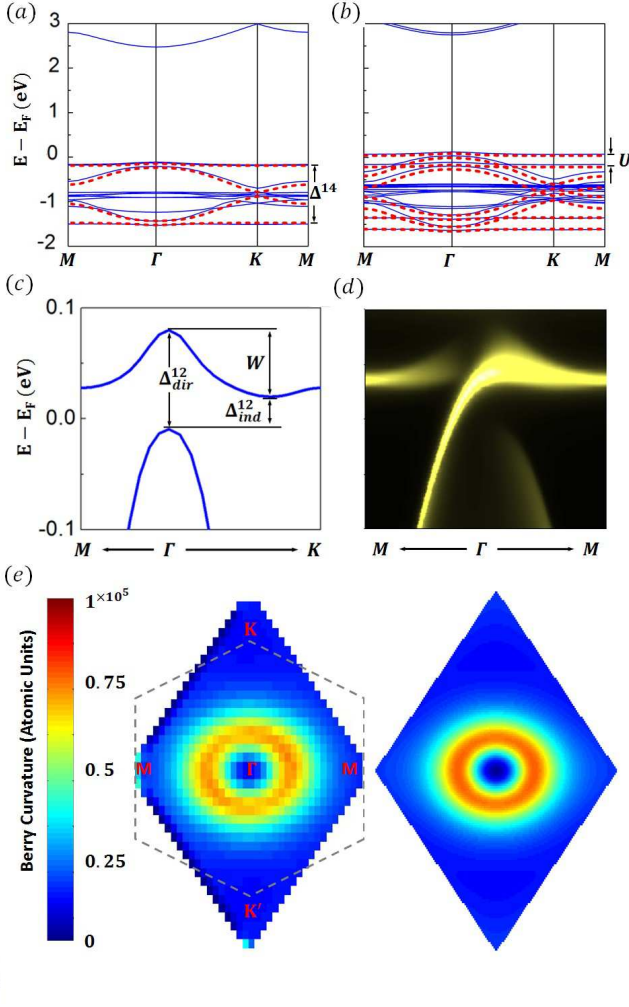 (a)
(b)
3
2
1
0
-1
-2
E − E_F (eV)
Δ^14
U
M Γ K M
M Γ K M
(c)
(d)
0.1
0.0
-0.1
E − E_F (eV)
W
Δ^12_dir
Δ^12_ind
M Γ K
M Γ M
(e)
1×10^5
0.75
0.5
0.25
0
Berry Curvature (Atomic Units)
K
M Γ M
K′